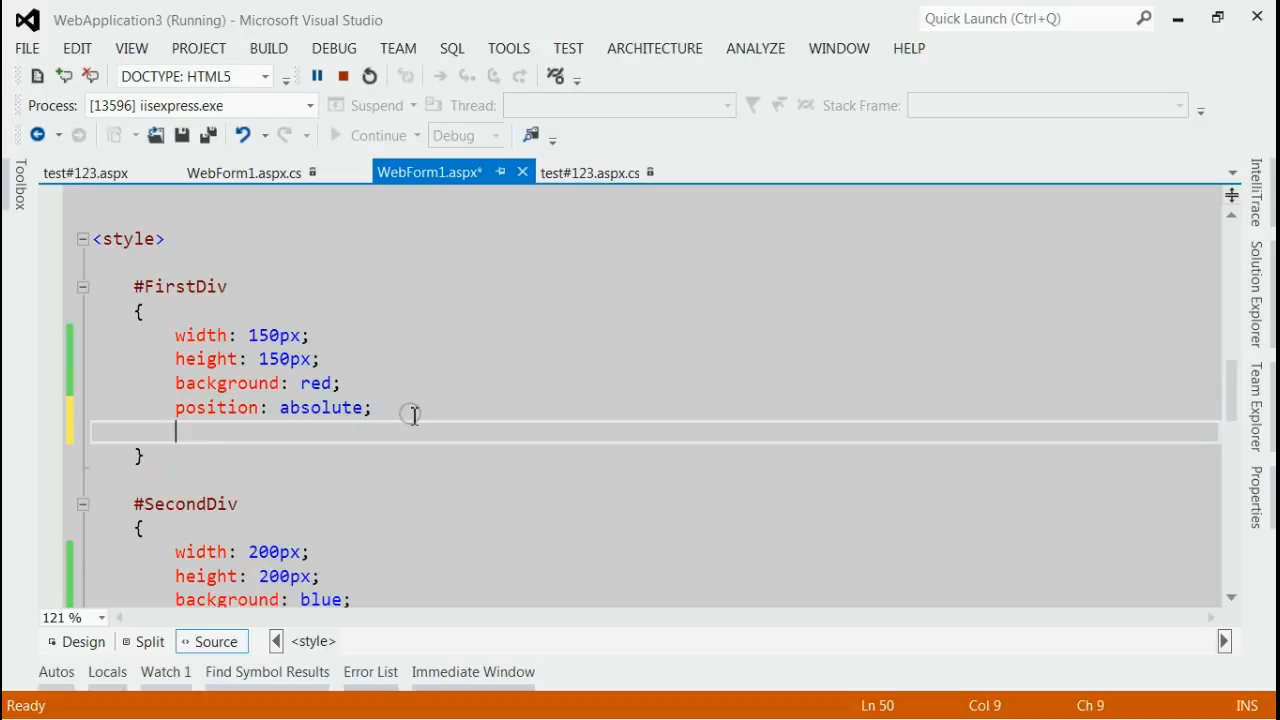 WebApplication3 (Running) - Microsoft Visual Studio
Quick Launch (Ctrl+Q)
FILE EDIT VIEW PROJECT BUILD DEBUG TEAM SQL TOOLS TEST ARCHITECTURE ANALYZE WINDOW HELP
DOCTYPE: HTML5
Process: [13596] iisexpress.exe Suspend Thread: Stack Frame:
Continue Debug
Toolbox
test#123.aspx WebForm1.aspx.cs WebForm1.aspx* test#123.aspx.cs
<style>
#FirstDiv
{
width: 150px;
height: 150px;
background: red;
position: absolute;
}
#SecondDiv
{
width: 200px;
height: 200px;
background: blue;
IntelliTrace
Solution Explorer
Team Explorer
Properties
121 %
Design Split Source <style>
Autos Locals Watch 1 Find Symbol Results Error List Immediate Window
Ready Ln 50 Col 9 Ch 9 INS